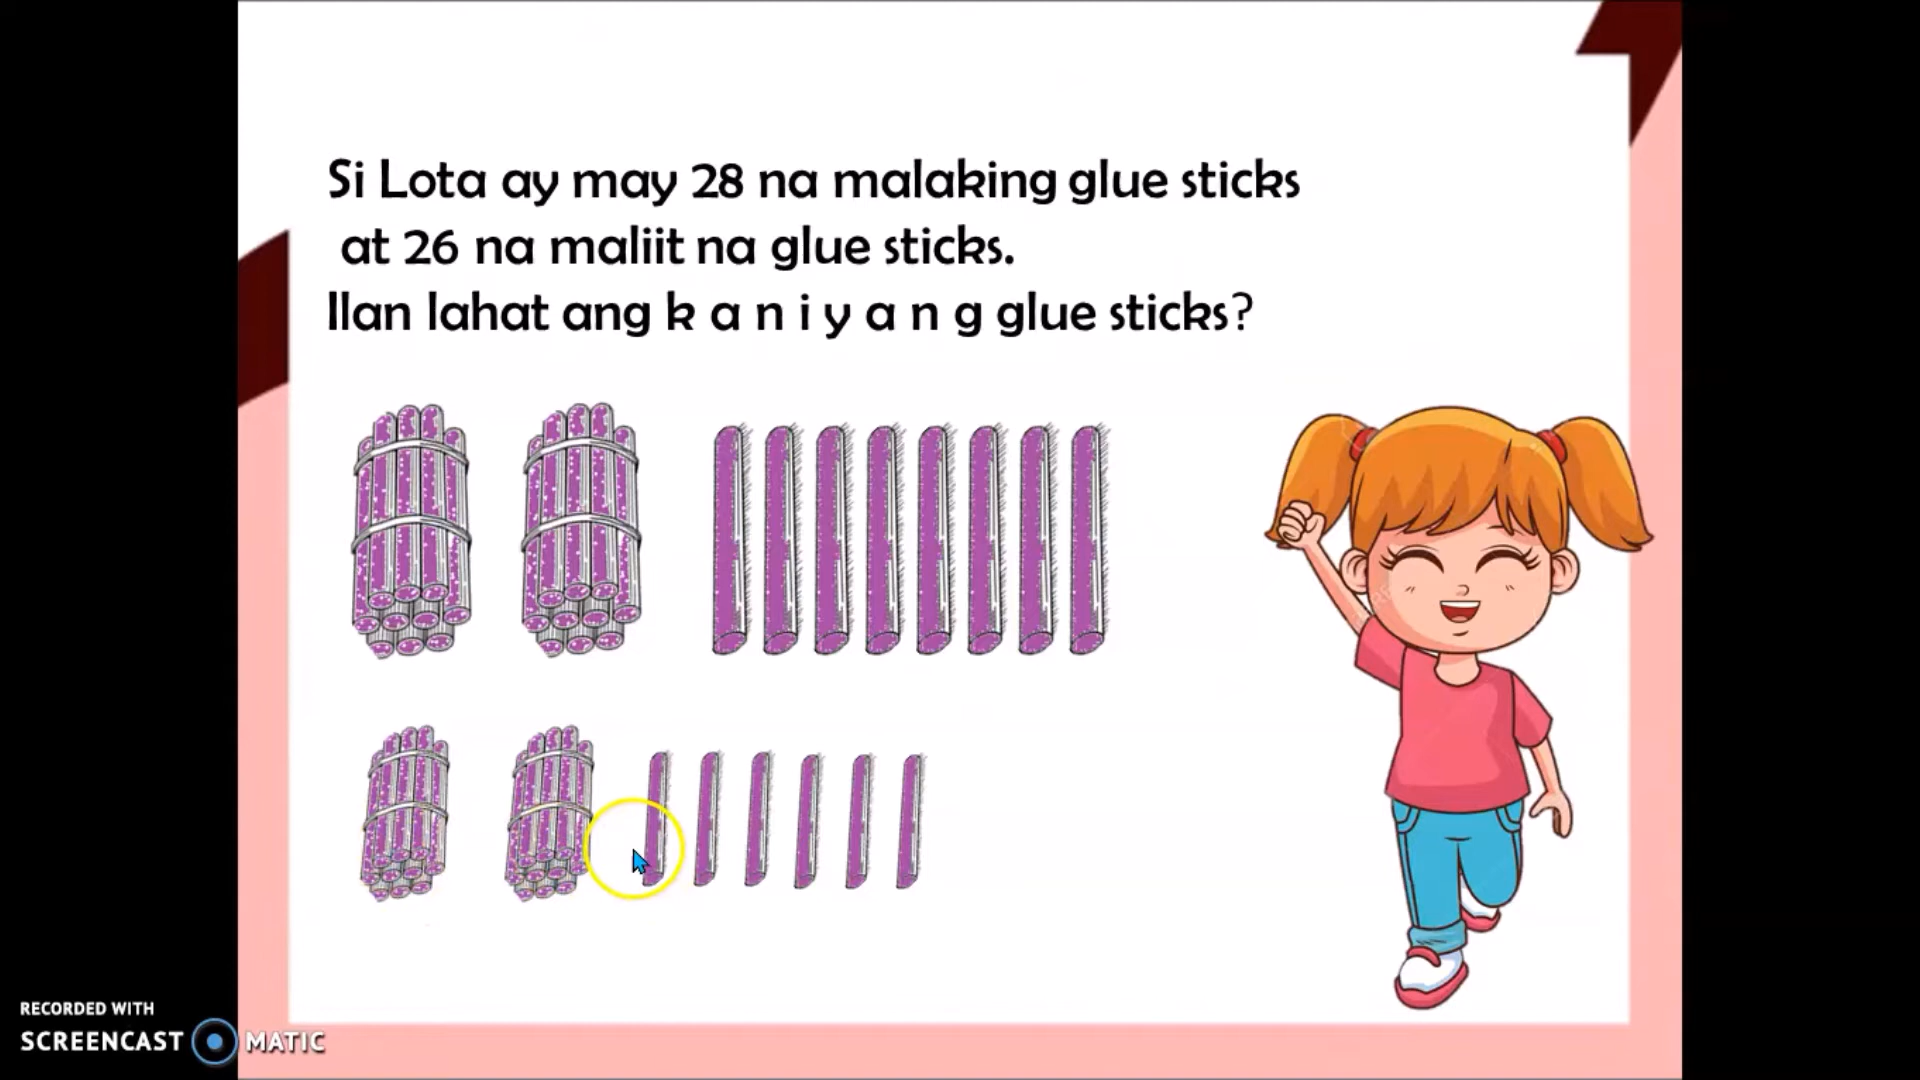 Si Lota ay may 28 na malaking glue sticks
at 26 na maliit na glue sticks.
Ilan lahat ang k a n i y a n g glue sticks?
RECORDED WITH
SCREENCAST MATIC